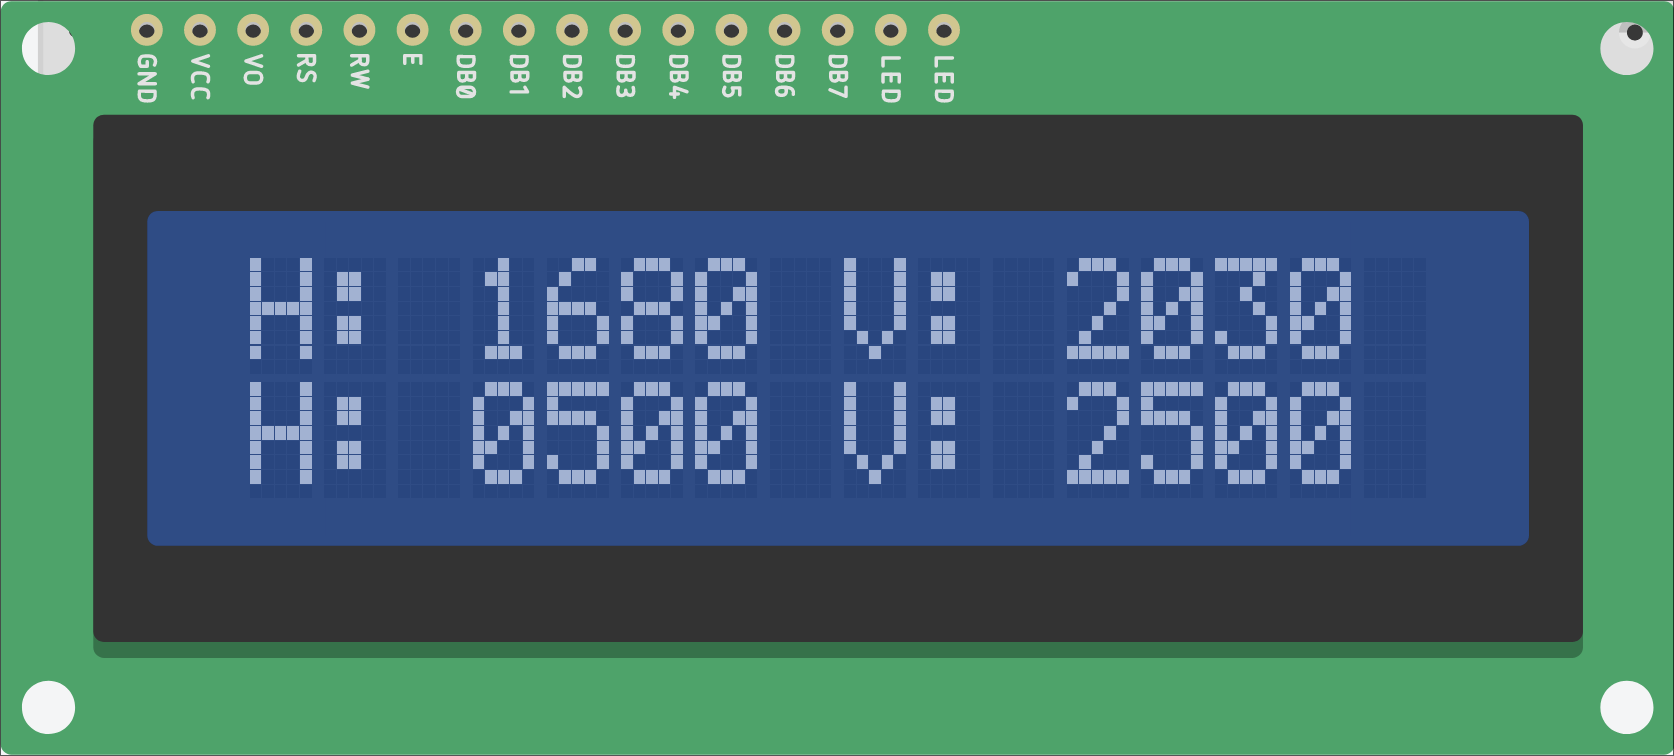 GND VCC VO RS RW E DB0 DB1 DB2 DB3 DB4 DB5 DB6 DB7 LED LED
H: 1680 V: 2030
H: 0500 V: 2500